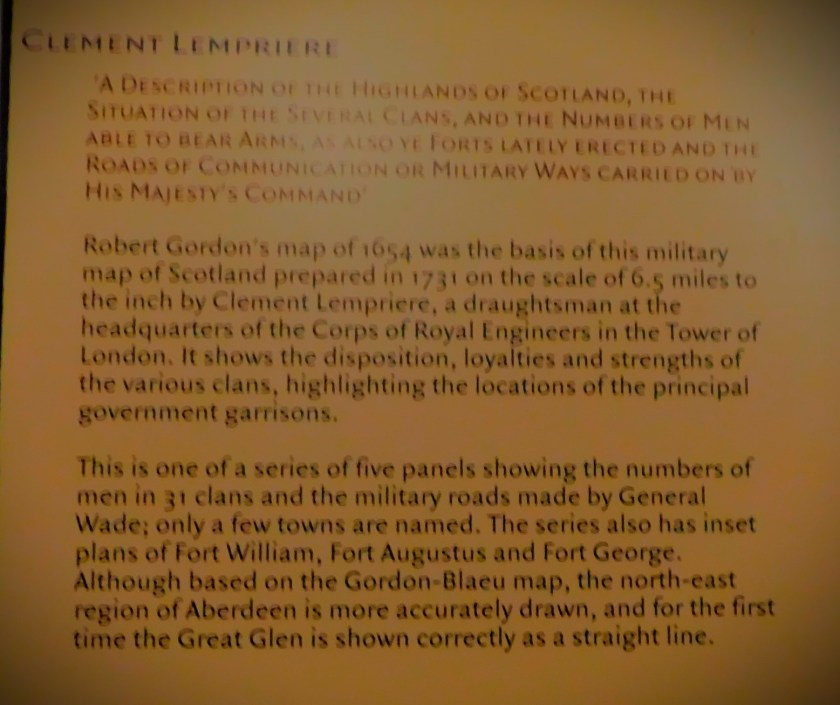 CLEMENT LEMPRIERE
'A DESCRIPTION OF THE HIGHLANDS OF SCOTLAND, THE
SITUATION OF THE SEVERAL CLANS, AND THE NUMBERS OF MEN
ABLE TO BEAR ARMS, AS ALSO YE FORTS LATELY ERECTED AND THE
ROADS OF COMMUNICATION OR MILITARY WAYS CARRIED ON BY
HIS MAJESTY'S COMMAND'
Robert Gordon's map of 1654 was the basis of this military
map of Scotland prepared in 1731 on the scale of 6.5 miles to
the inch by Clement Lempriere, a draughtsman at the
headquarters of the Corps of Royal Engineers in the Tower of
London. It shows the disposition, loyalties and strengths of
the various clans, highlighting the locations of the principal
government garrisons.
This is one of a series of five panels showing the numbers of
men in 31 clans and the military roads made by General
Wade; only a few towns are named. The series also has inset
plans of Fort William, Fort Augustus and Fort George.
Although based on the Gordon-Blaeu map, the north-east
region of Aberdeen is more accurately drawn, and for the first
time the Great Glen is shown correctly as a straight line.